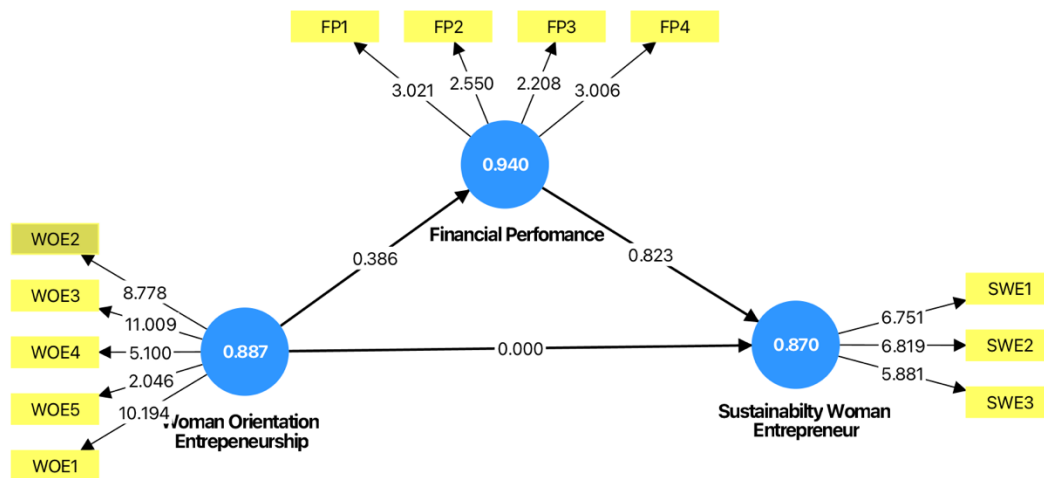 FP1 FP2 FP3 FP4
3.021 2.550 2.208 3.006
0.940
Financial Perfomance
0.386
0.823
WOE2
WOE3
WOE4
WOE5
WOE1
8.778
11.009
5.100
2.046
10.194
0.887
Woman Orientation
Entrepeneurship
0.000
0.870
Sustainabilty Woman
Entrepreneur
6.751
6.819
5.881
SWE1
SWE2
SWE3